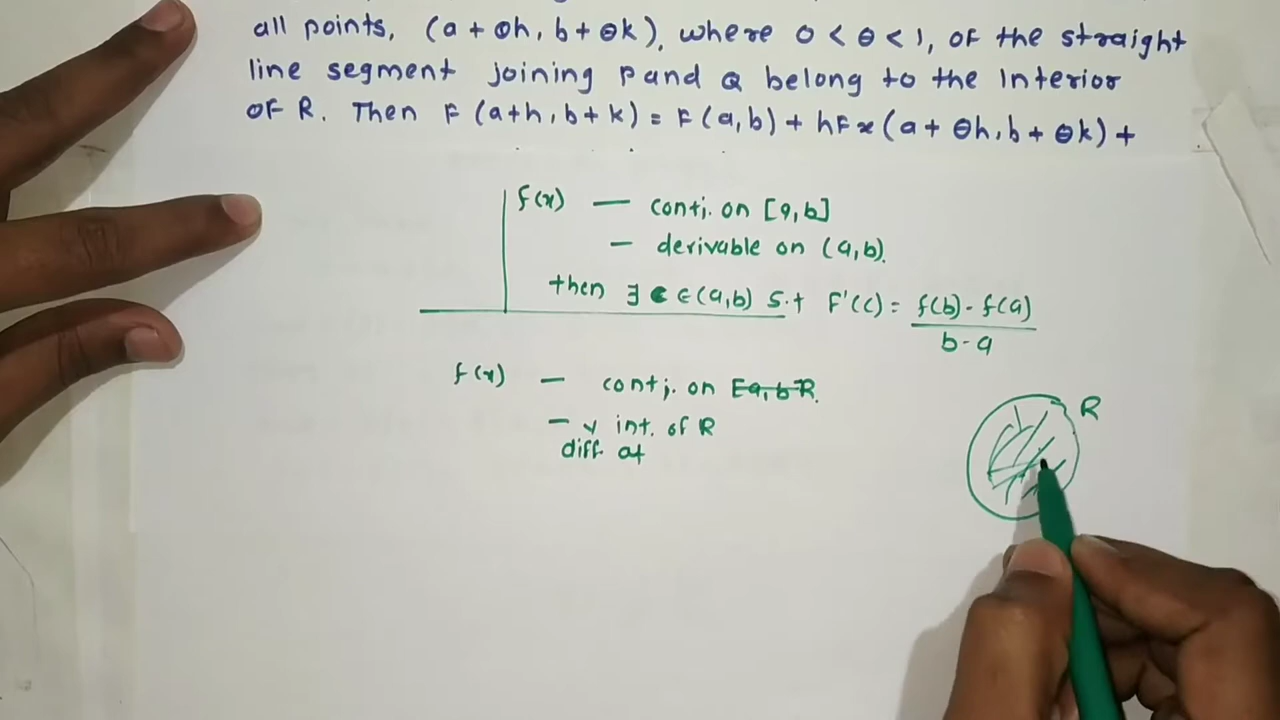 all points, (a + θh, b + θk), where 0 < θ < 1, of the straight
line segment joining P and Q belong to the Interior
of R. Then F (a+h, b+k) = F(a,b) + hFx (a + θh, b + θk) +
f(x) — conti. on [a,b]
— derivable on (a,b).
then ∃ c ∈ (a,b) s.t F'(c) = f(b) - f(a)
b - a
f(x) — conti. on [a,b R.
— ∀ int. of R
diff. at
R